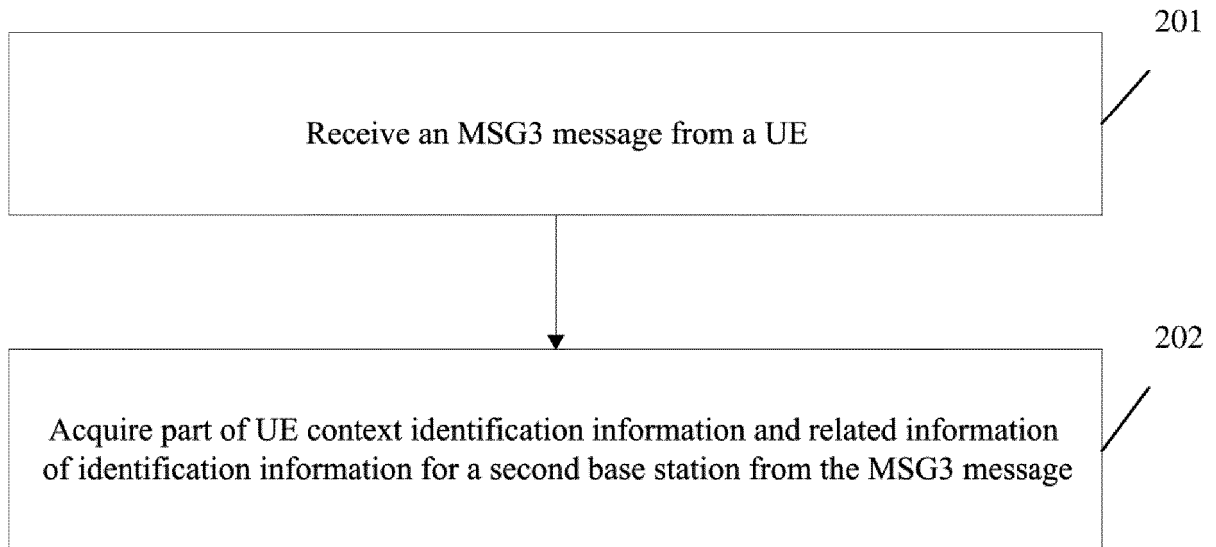 201
Receive an MSG3 message from a UE
202
Acquire part of UE context identification information and related information
of identification information for a second base station from the MSG3 message